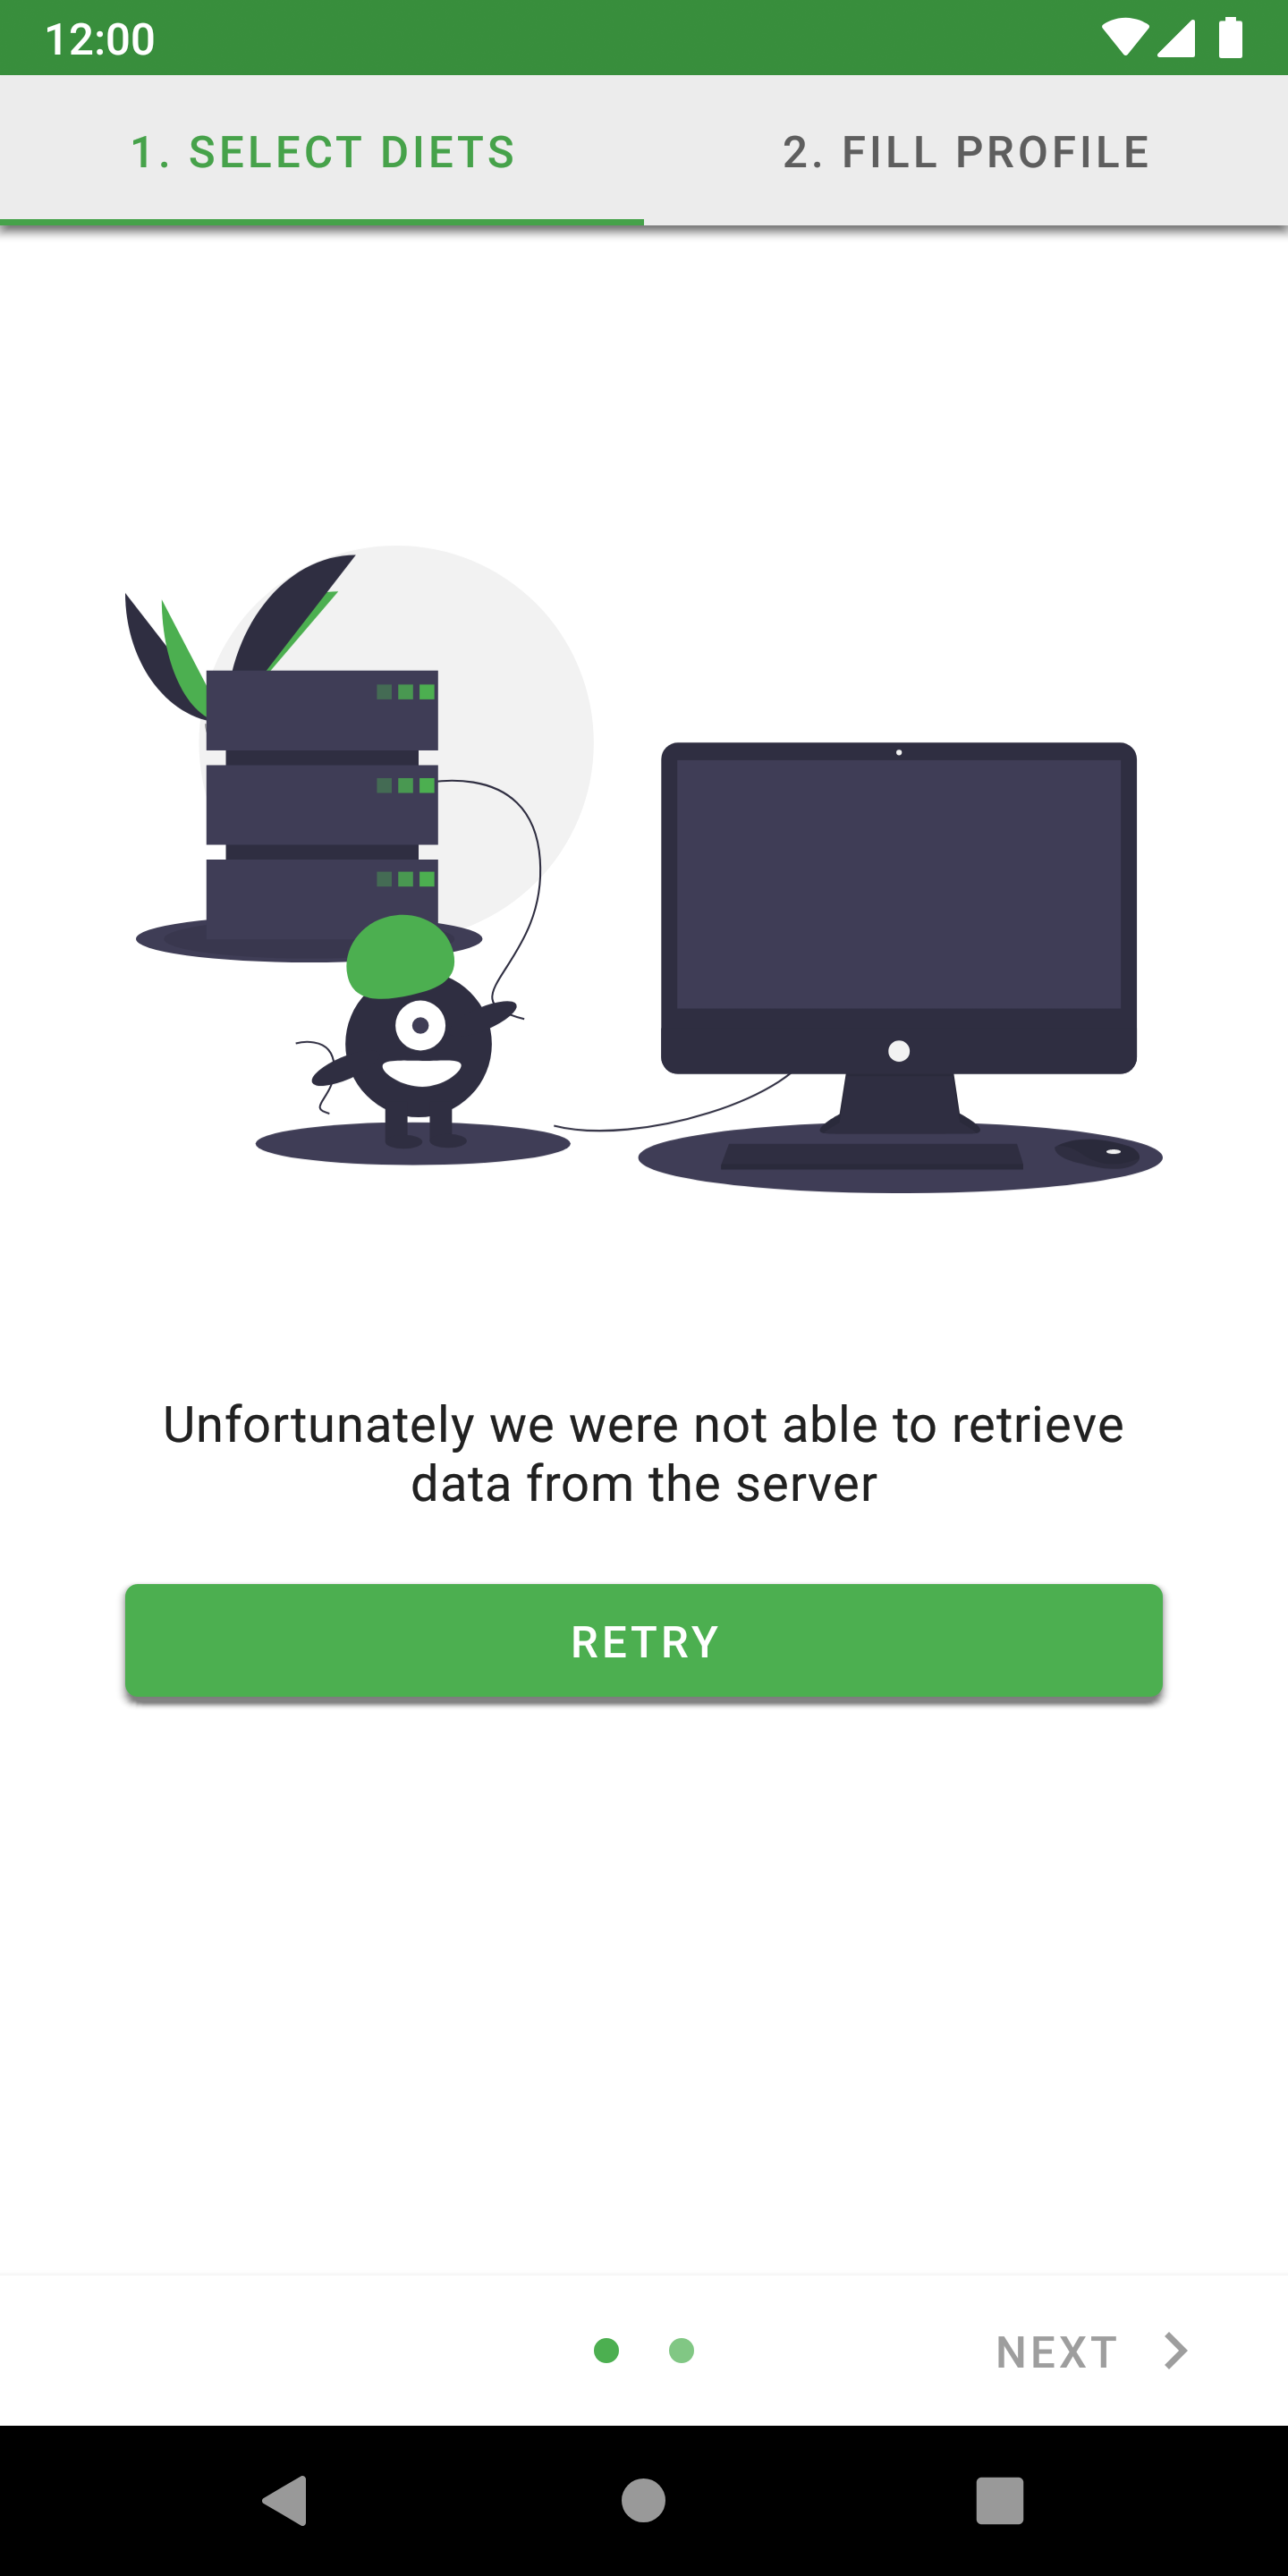 12:00
1. SELECT DIETS
2. FILL PROFILE
Unfortunately we were not able to retrieve
data from the server
RETRY
NEXT